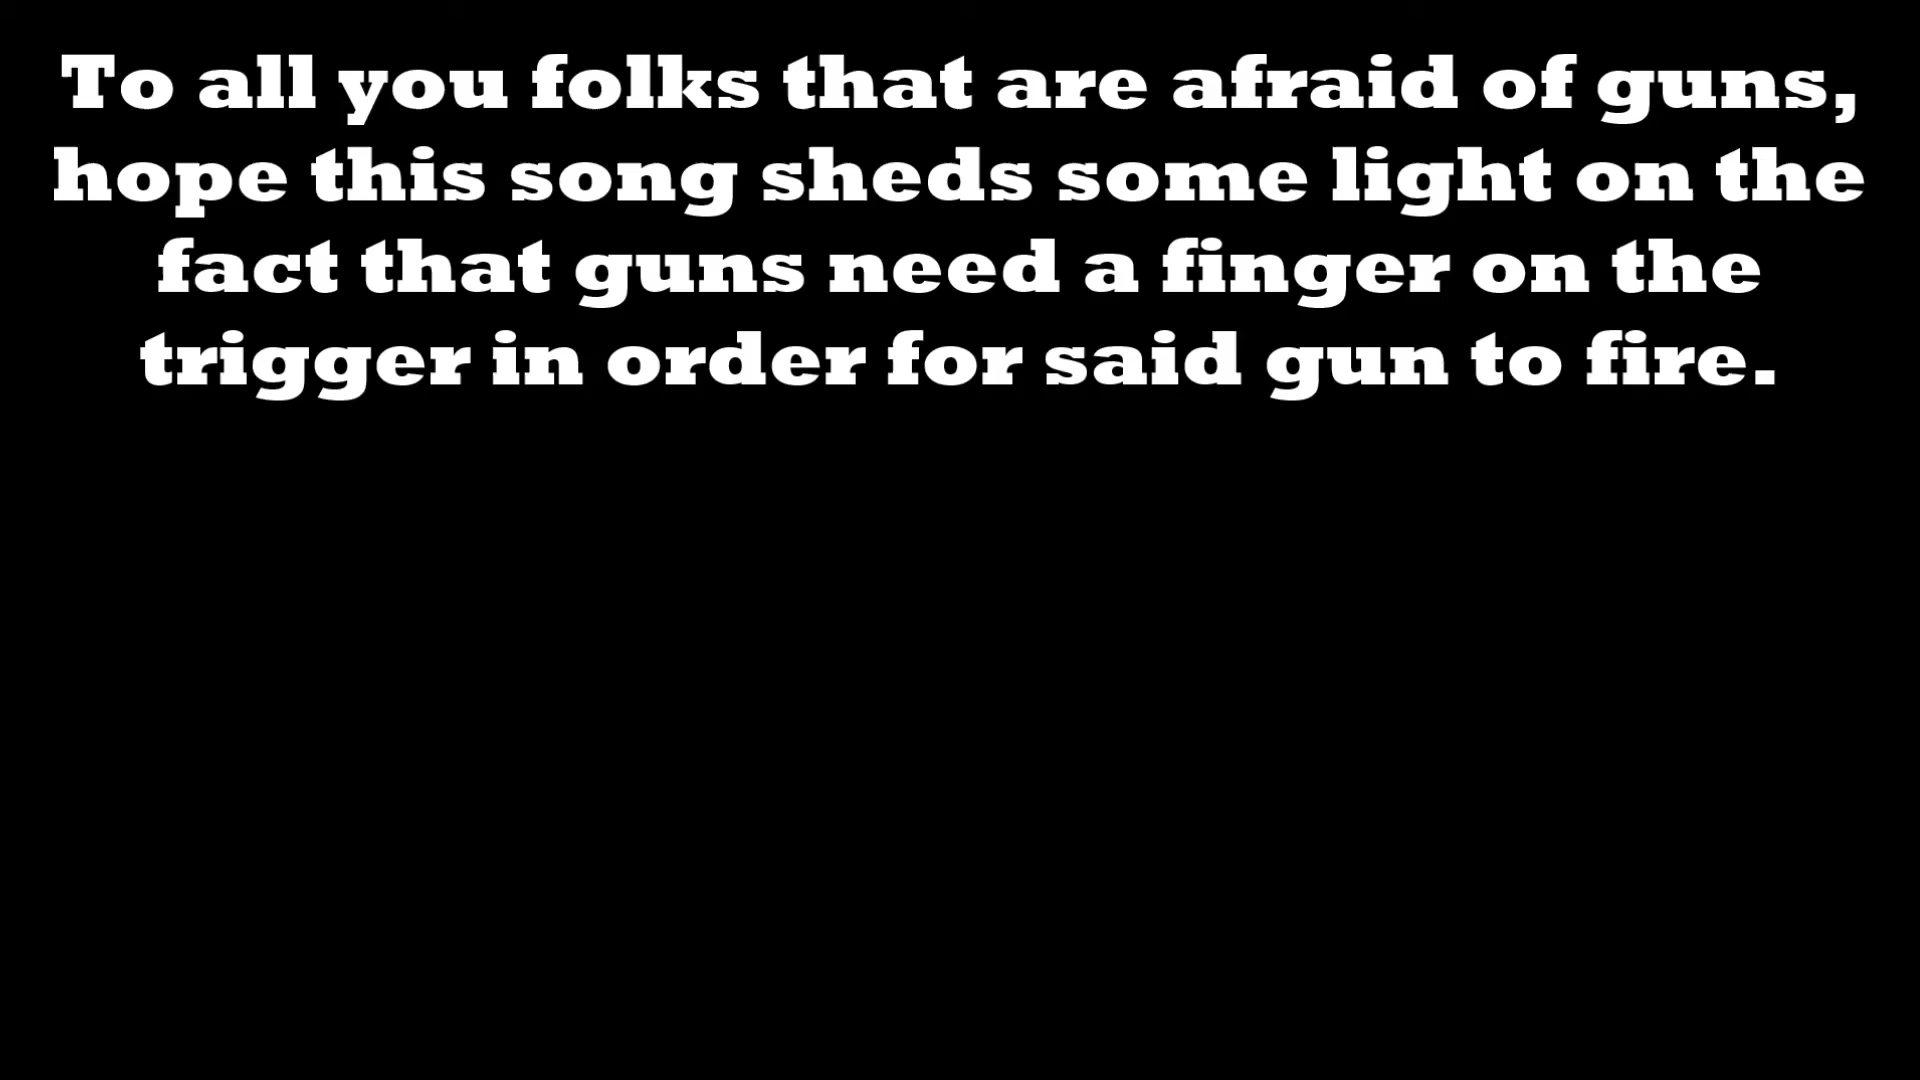 To all you folks that are afraid of guns,
hope this song sheds some light on the
fact that guns need a finger on the
trigger in order for said gun to fire.